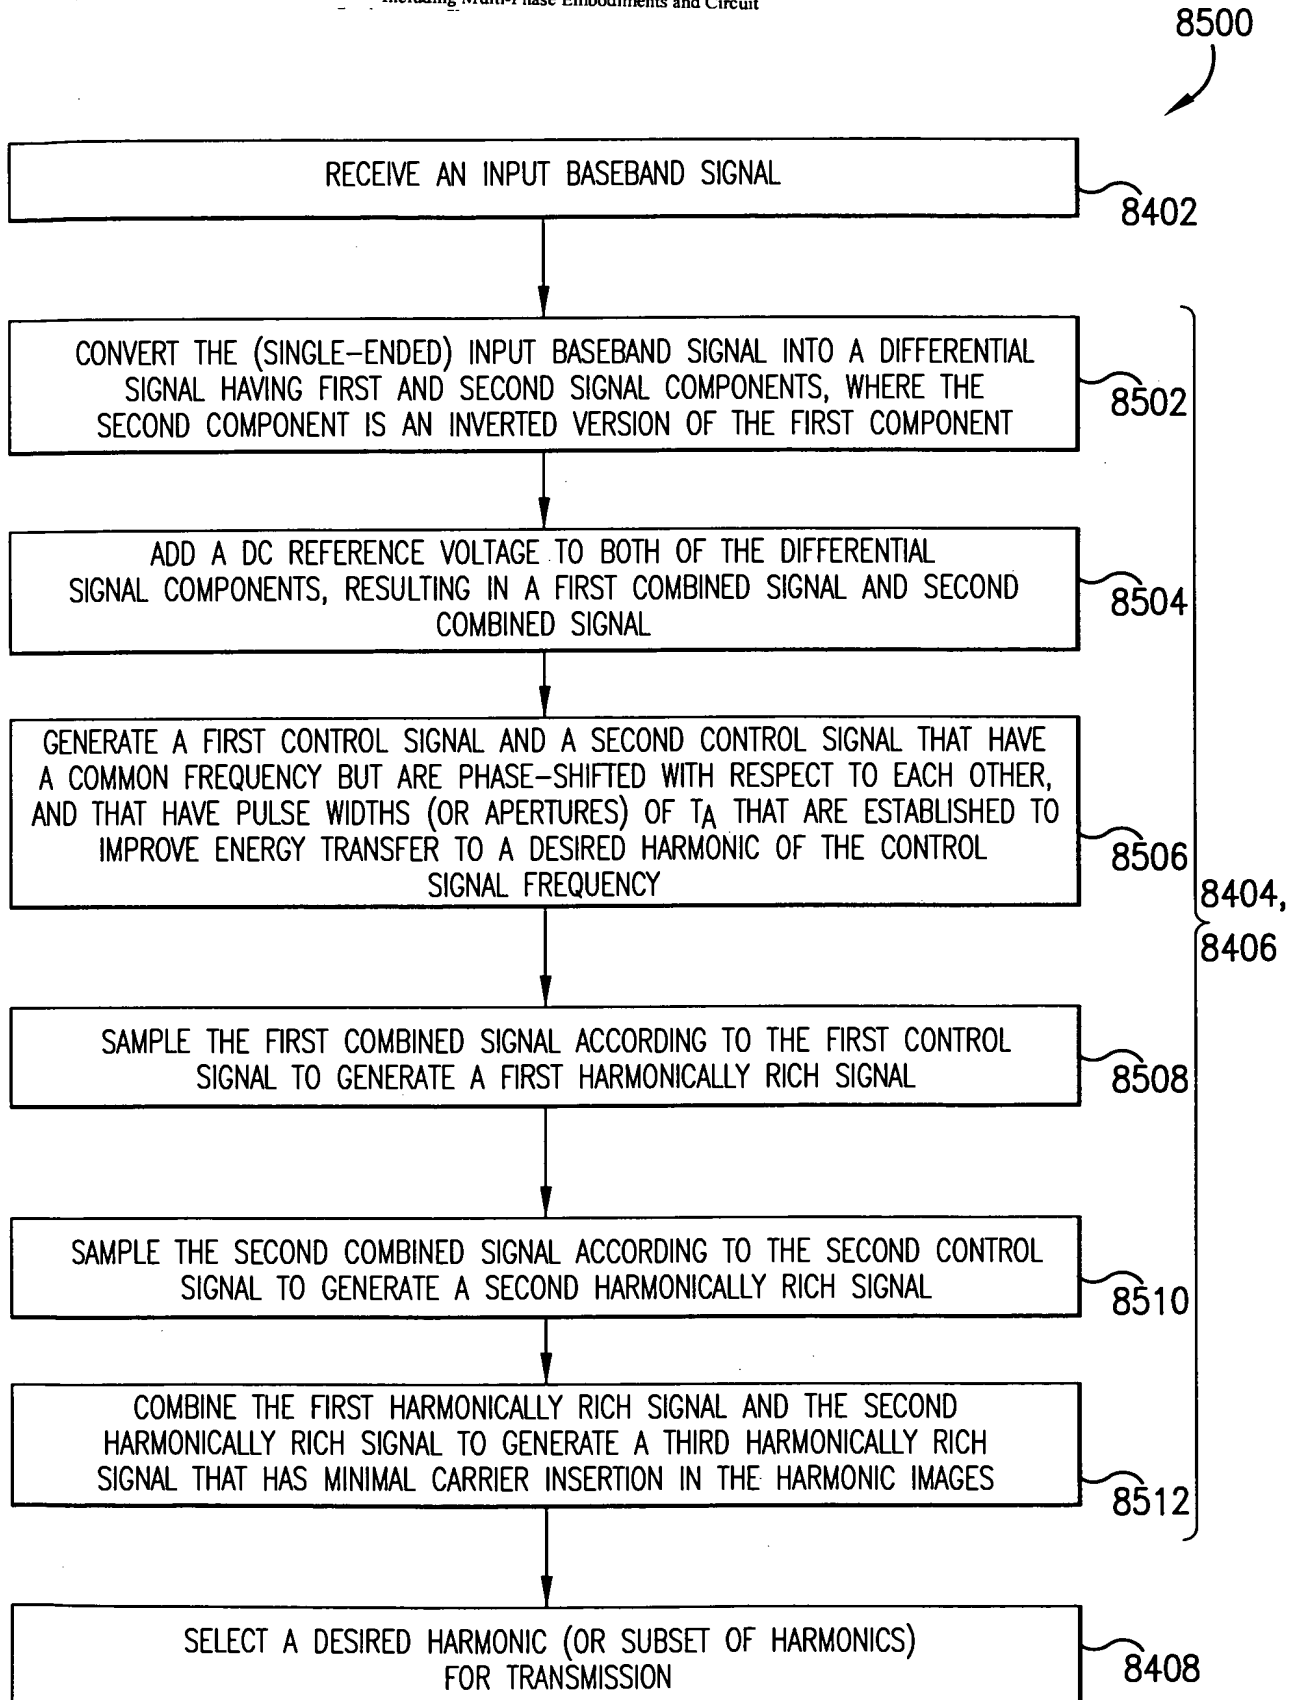 Including Multi-Phase Embodiments and Circuit
8500
RECEIVE AN INPUT BASEBAND SIGNAL
8402
CONVERT THE (SINGLE-ENDED) INPUT BASEBAND SIGNAL INTO A DIFFERENTIAL
SIGNAL HAVING FIRST AND SECOND SIGNAL COMPONENTS, WHERE THE
SECOND COMPONENT IS AN INVERTED VERSION OF THE FIRST COMPONENT
8502
ADD A DC REFERENCE VOLTAGE TO BOTH OF THE DIFFERENTIAL
SIGNAL COMPONENTS, RESULTING IN A FIRST COMBINED SIGNAL AND SECOND
COMBINED SIGNAL
8504
GENERATE A FIRST CONTROL SIGNAL AND A SECOND CONTROL SIGNAL THAT HAVE
A COMMON FREQUENCY BUT ARE PHASE-SHIFTED WITH RESPECT TO EACH OTHER,
AND THAT HAVE PULSE WIDTHS (OR APERTURES) OF TA THAT ARE ESTABLISHED TO
IMPROVE ENERGY TRANSFER TO A DESIRED HARMONIC OF THE CONTROL
SIGNAL FREQUENCY
8506
8404,
8406
SAMPLE THE FIRST COMBINED SIGNAL ACCORDING TO THE FIRST CONTROL
SIGNAL TO GENERATE A FIRST HARMONICALLY RICH SIGNAL
8508
SAMPLE THE SECOND COMBINED SIGNAL ACCORDING TO THE SECOND CONTROL
SIGNAL TO GENERATE A SECOND HARMONICALLY RICH SIGNAL
8510
COMBINE THE FIRST HARMONICALLY RICH SIGNAL AND THE SECOND
HARMONICALLY RICH SIGNAL TO GENERATE A THIRD HARMONICALLY RICH
SIGNAL THAT HAS MINIMAL CARRIER INSERTION IN THE HARMONIC IMAGES
8512
SELECT A DESIRED HARMONIC (OR SUBSET OF HARMONICS)
FOR TRANSMISSION
8408